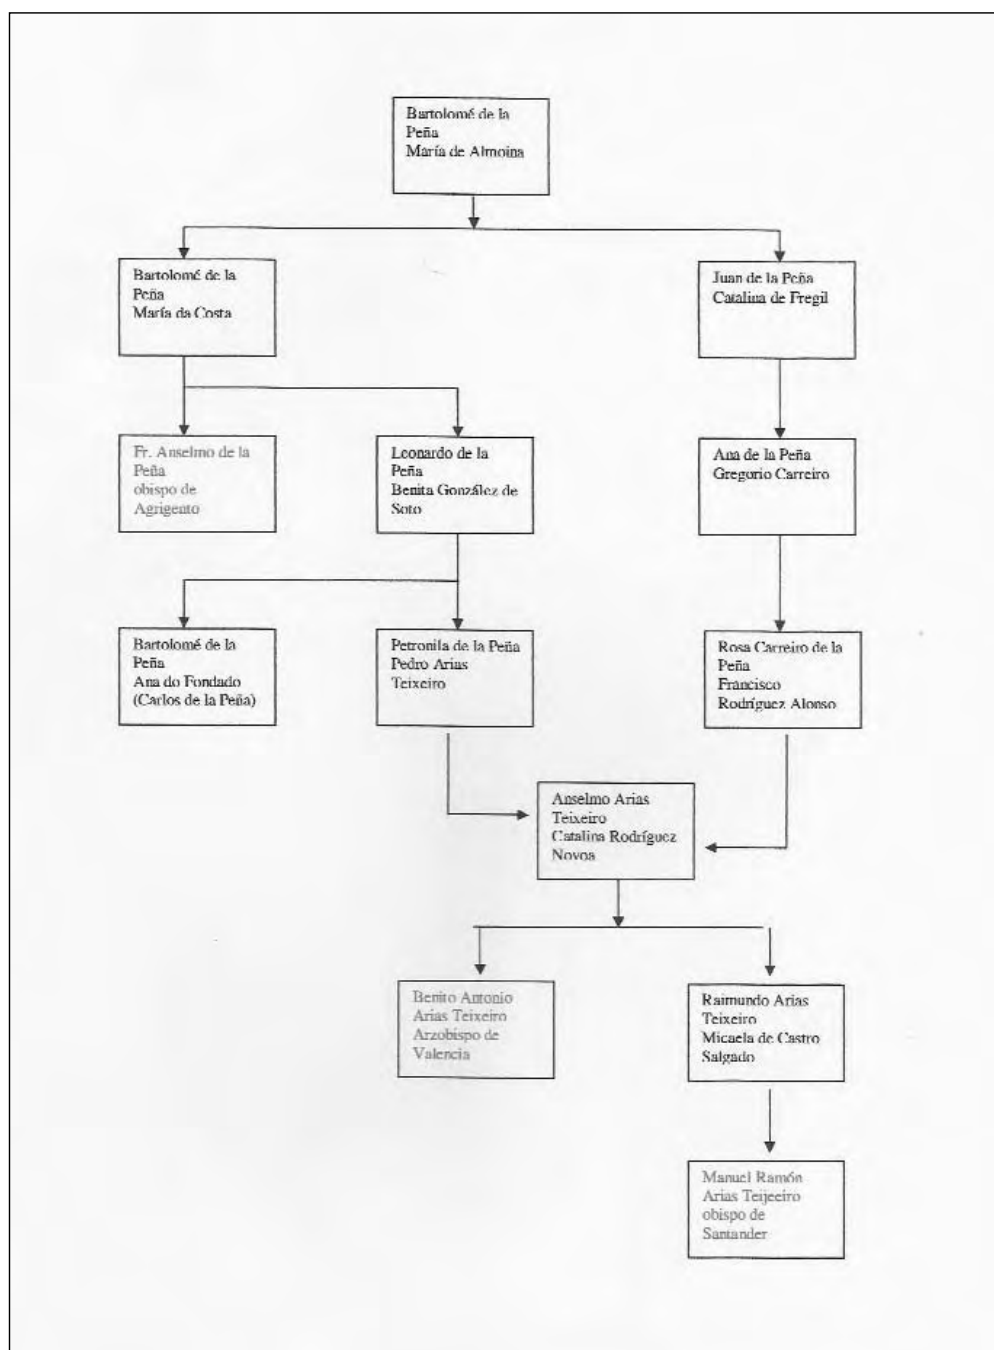 Bartolomé de la
Peña
María de Almoina
Bartolomé de la
Peña
María da Costa
Juan de la Peña
Catalina de Fregil
Fr. Anselmo de la
Peña
obispo de
Agrigento
Leonardo de la
Peña
Benita González de
Soto
Ana de la Peña
Gregorio Carreiro
Bartolomé de la
Peña
Ana do Fondado
(Carlos de la Peña)
Petronila de la Peña
Pedro Arias
Teixeiro
Rosa Carreiro de la
Peña
Francisco
Rodríguez Alonso
Anselmo Arias
Teixeiro
Catalina Rodríguez
Novoa
Benito Antonio
Arias Teixeiro
Arzobispo de
Valencia
Raimundo Arias
Teixeiro
Micaela de Castro
Salgado
Manuel Ramón
Arias Teijeeiro
obispo de
Santander